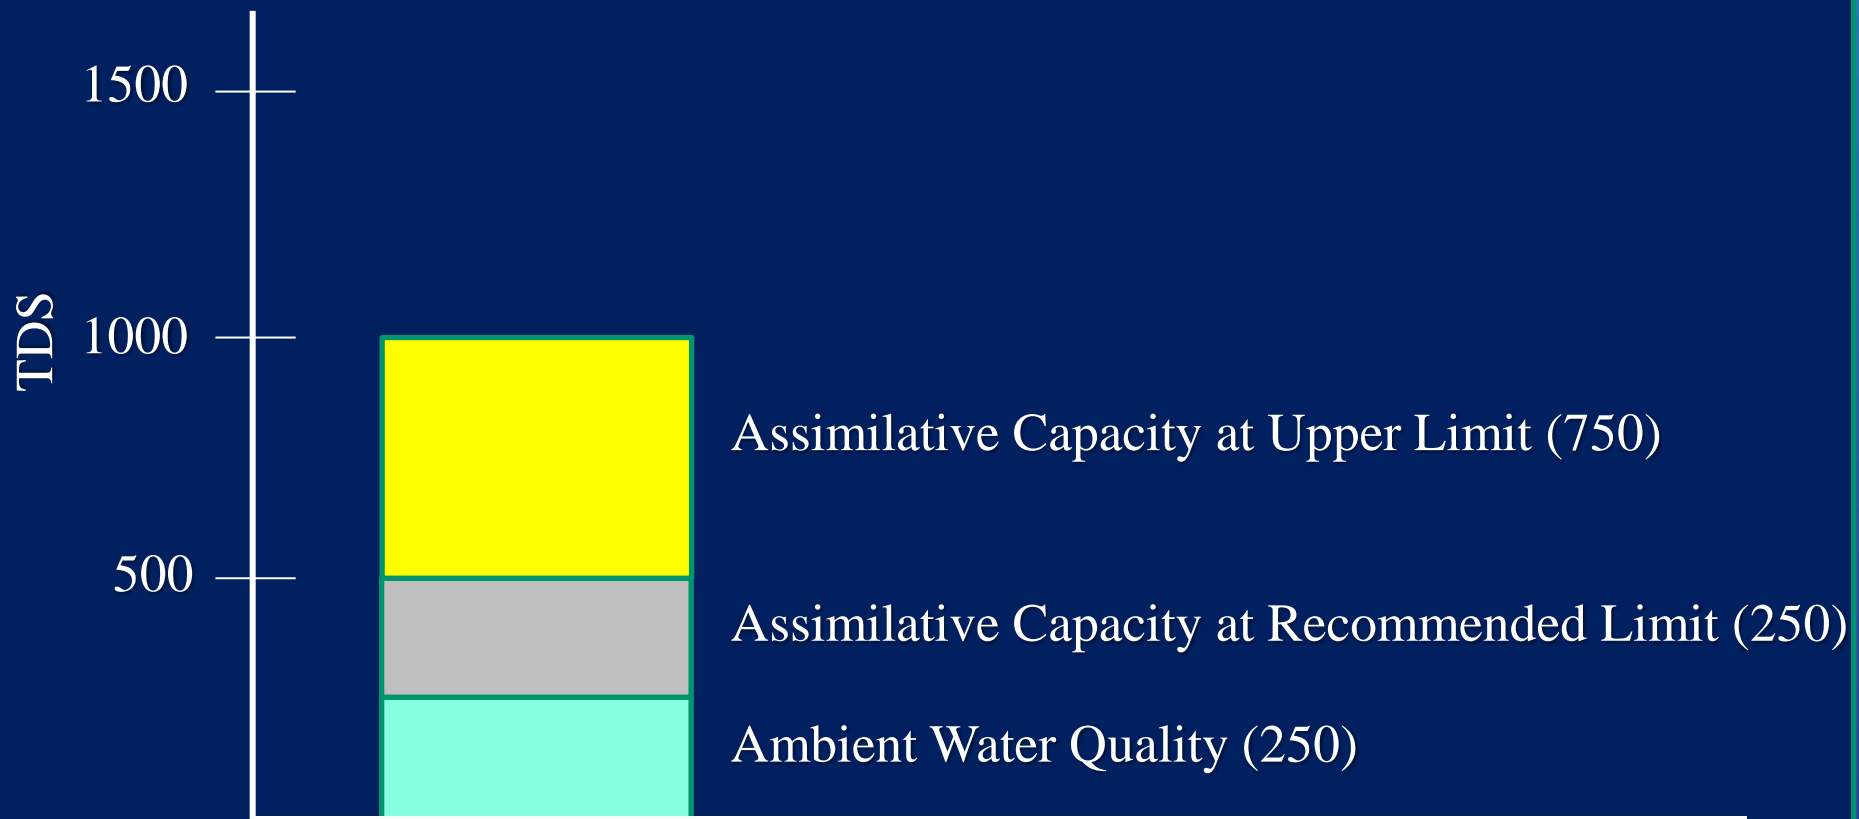 1500
TDS
1000
Assimilative Capacity at Upper Limit (750)
500
Assimilative Capacity at Recommended Limit (250)
Ambient Water Quality (250)